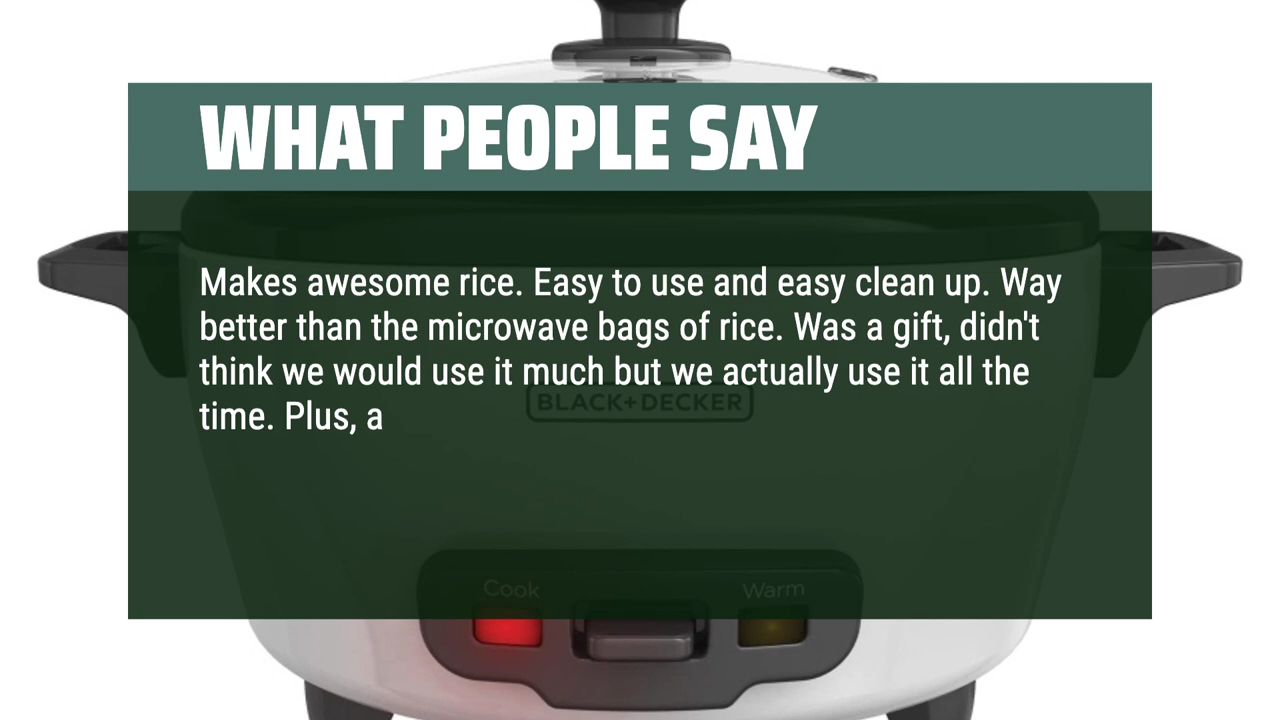 WHAT PEOPLE SAY
Makes awesome rice. Easy to use and easy clean up. Way
better than the microwave bags of rice. Was a gift, didn't
think we would use it much but we actually use it all the
time. Plus, a
BLACK+DECKER
Cook
Warm